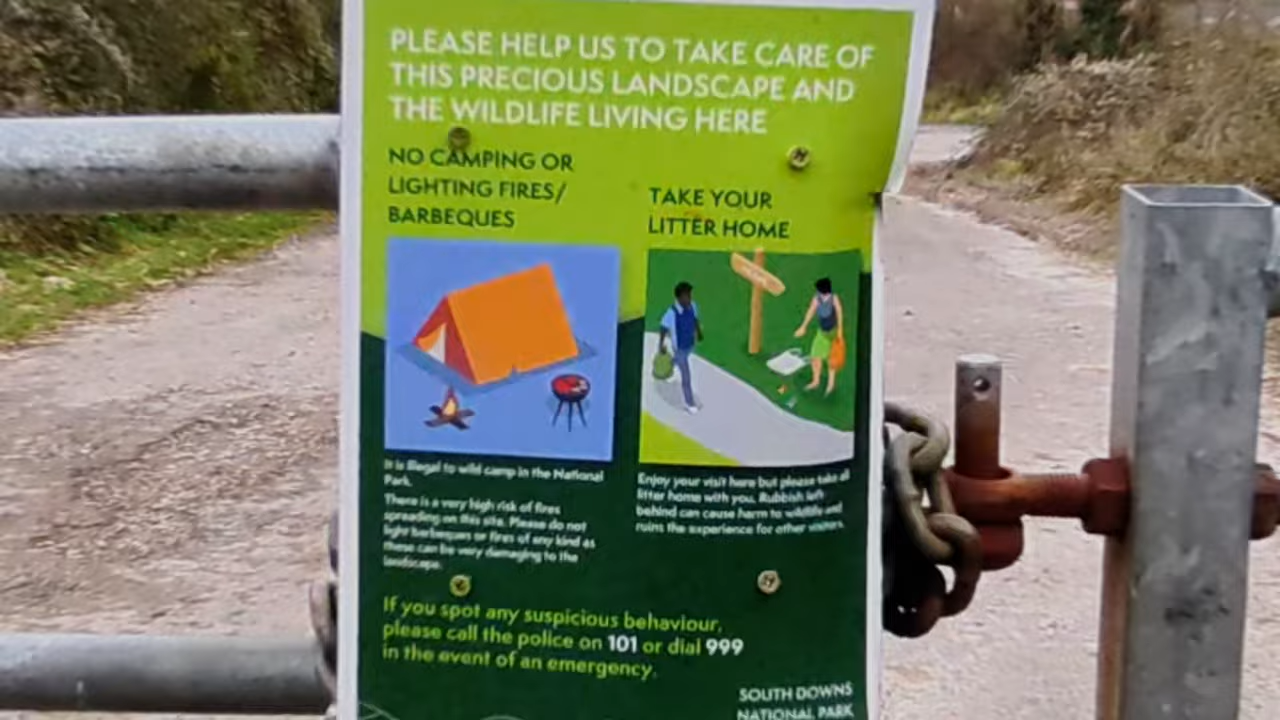 PLEASE HELP US TO TAKE CARE OF
THIS PRECIOUS LANDSCAPE AND
THE WILDLIFE LIVING HERE
NO CAMPING OR
LIGHTING FIRES/
BARBEQUES
TAKE YOUR
LITTER HOME
It is illegal to wild camp in the National
Park.
There is a very high risk of fires
spreading on this site. Please do not
light barbeques or fires of any kind as
these can be very damaging to the
landscape.
Enjoy your visit here but please take all
litter home with you. Rubbish left
behind can cause harm to wildlife and
ruins the experience for other visitors.
If you spot any suspicious behaviour,
please call the police on 101 or dial 999
in the event of an emergency.
SOUTH DOWNS
NATIONAL PARK